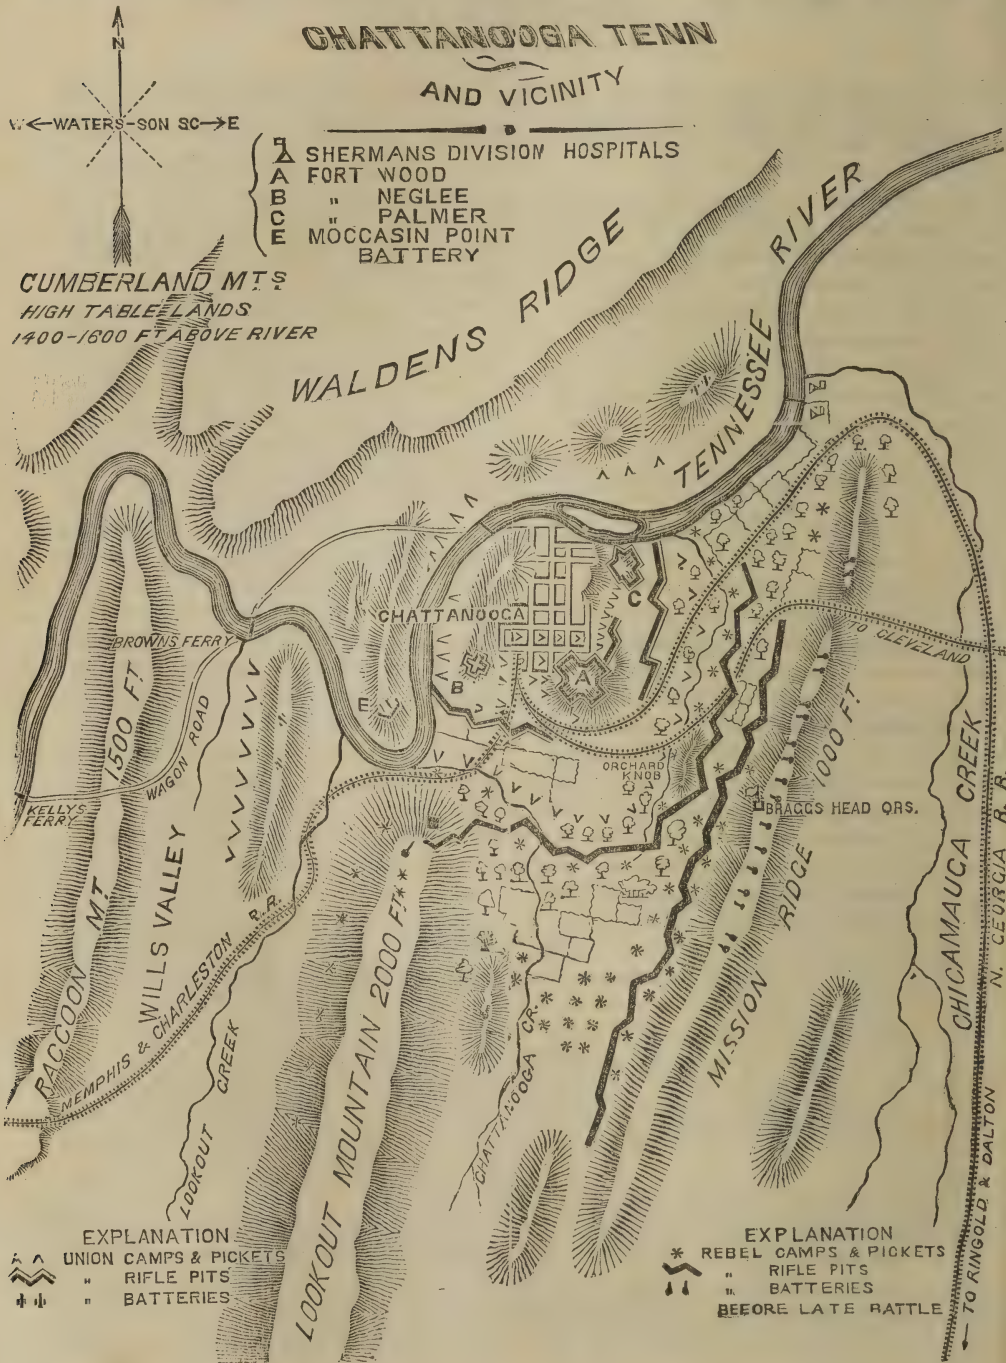 CHATTANOOGA TENN
AND VICINITY
N
W ← WATERS-SON SC → E
SHERMANS DIVISION HOSPITALS
A FORT WOOD
B " NEGLEE
C " PALMER
E MOCCASIN POINT
BATTERY
CUMBERLAND MTS
HIGH TABLE LANDS
1400-1600 FT ABOVE RIVER
WALDENS RIDGE
TENNESSEE RIVER
CHATTANOOGA
C
B
A
E
BROWNS FERRY
TO CLEVELAND
ORCHARD
KNOB
BRAGGS HEAD QRS.
KELLYS
FERRY
WAGON ROAD
RACCOON MT 1500 FT
WILLS VALLEY
MEMPHIS & CHARLESTON R.R.
LOOKOUT CREEK
LOOKOUT MOUNTAIN 2000 FT
CHATTANOOGA CR.
MISSION RIDGE 1000 FT
CHICAMAUGA CREEK
N. GEORGIA R. R.
← TO RINGOLD & DALTON
EXPLANATION
UNION CAMPS & PICKETS
" RIFLE PITS
" BATTERIES
EXPLANATION
* REBEL CAMPS & PICKETS
" RIFLE PITS
" BATTERIES
BEFORE LATE BATTLE